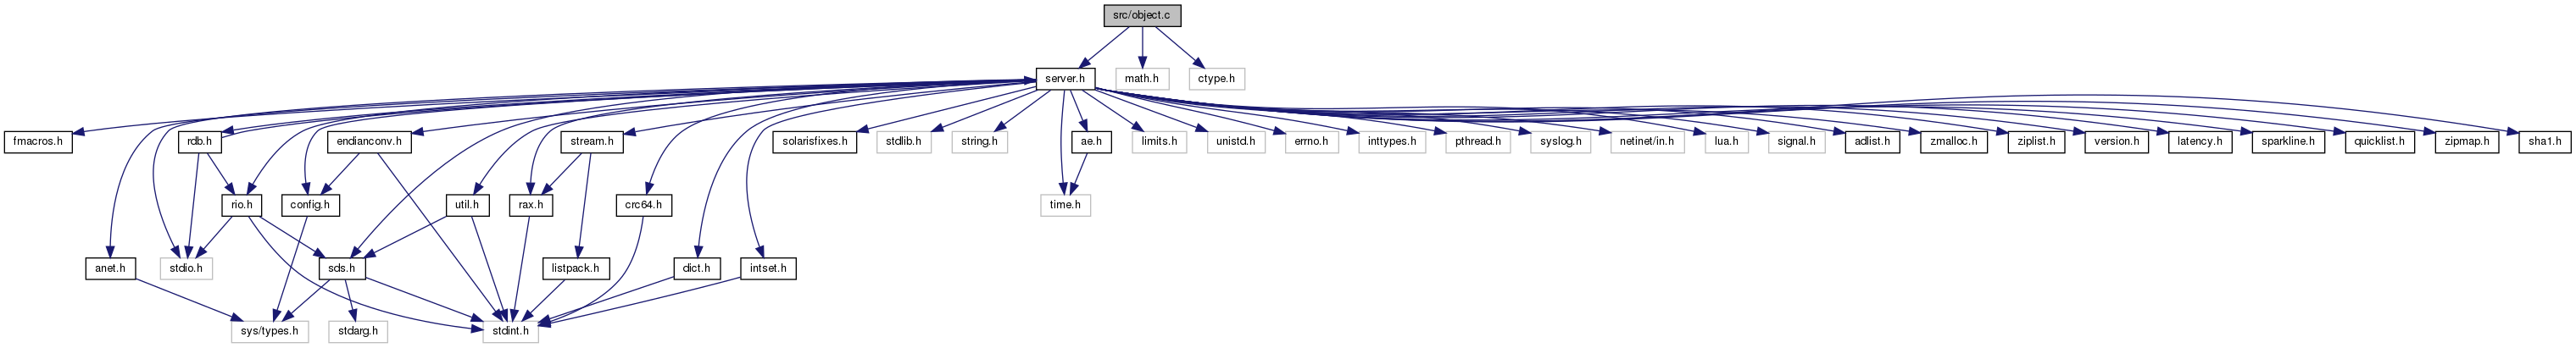 src/object.c
server.h
math.h
ctype.h
fmacros.h
rdb.h
endianconv.h
stream.h
solarisfixes.h
stdlib.h
string.h
ae.h
limits.h
unistd.h
errno.h
inttypes.h
pthread.h
syslog.h
netinet/in.h
lua.h
signal.h
adlist.h
zmalloc.h
ziplist.h
version.h
latency.h
sparkline.h
quicklist.h
zipmap.h
sha1.h
rio.h
config.h
util.h
rax.h
crc64.h
time.h
anet.h
stdio.h
sds.h
listpack.h
dict.h
intset.h
sys/types.h
stdarg.h
stdint.h